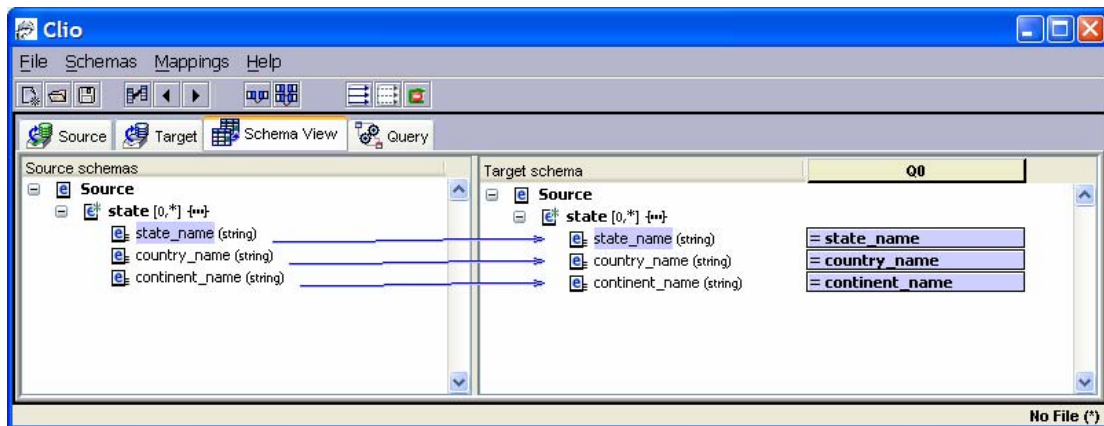 Clio
File Schemas Mappings Help
Source Target Schema View Query
Source schemas
Source
state [0,*] {...}
state_name (string)
country_name (string)
continent_name (string)
Target schema Q0
Source
state [0,*] {...}
state_name (string) = state_name
country_name (string) = country_name
continent_name (string) = continent_name
No File (*)